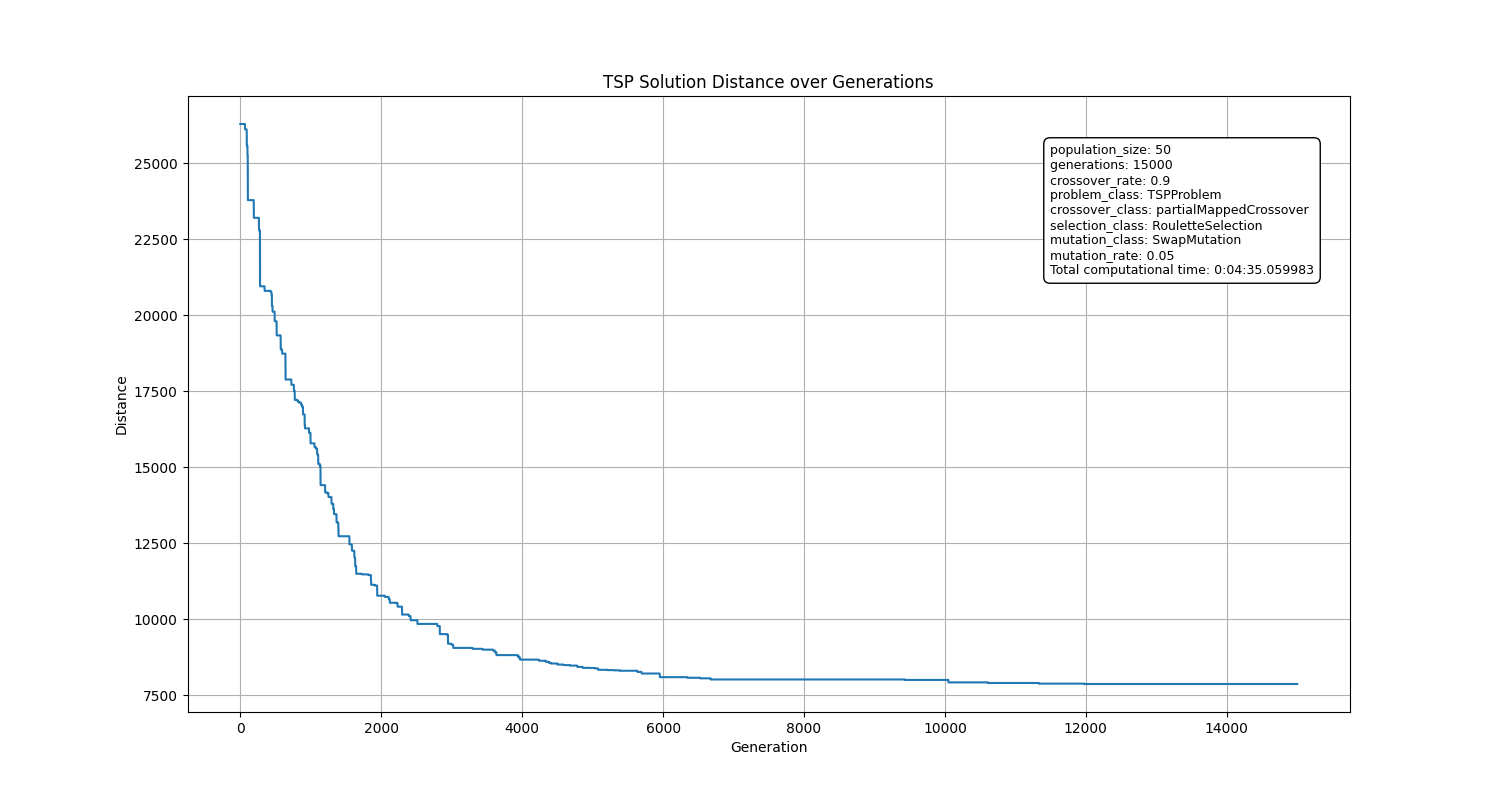 TSP Solution Distance over Generations
25000
22500
20000
17500
15000
12500
10000
7500
Distance
population_size: 50
generations: 15000
crossover_rate: 0.9
problem_class: TSPProblem
crossover_class: partialMappedCrossover
selection_class: RouletteSelection
mutation_class: SwapMutation
mutation_rate: 0.05
Total computational time: 0:04:35.059983
0 2000 4000 6000 8000 10000 12000 14000
Generation